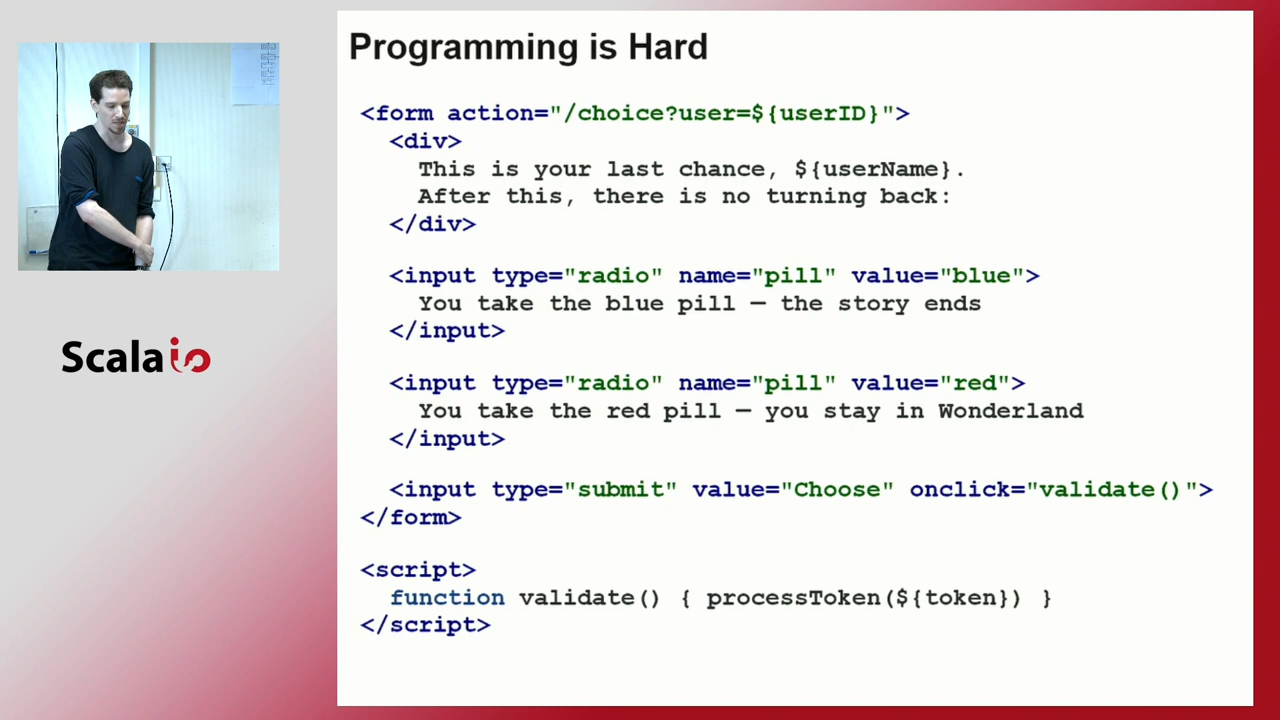 Programming is Hard
<form action="/choice?user=${userID}">
<div>
This is your last chance, ${userName}.
After this, there is no turning back:
</div>
<input type="radio" name="pill" value="blue">
You take the blue pill — the story ends
</input>
<input type="radio" name="pill" value="red">
You take the red pill — you stay in Wonderland
</input>
<input type="submit" value="Choose" onclick="validate()">
</form>
<script>
function validate() { processToken(${token}) }
</script>
Scala io